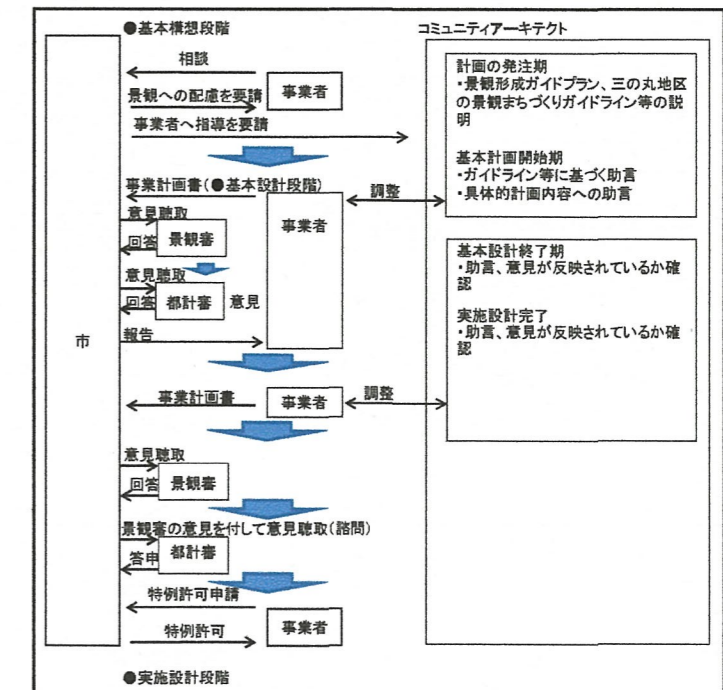 ●基本構想段階
コミュニティアーキテクト
相談
事業者
景観への配慮を要請
事業者へ指導を要請
計画の発注期
・景観形成ガイドプラン、三の丸地区
の景観まちづくりガイドライン等の説
明
基本計画開始期
・ガイドライン等に基づく助言
・具体的計画内容への助言
事業計画書(●基本設計段階)
調整
事業者
意見聴取
景観審
回答
意見聴取
都計審
回答
意見
報告
市
基本設計終了期
・助言、意見が反映されているか確
認
実施設計完了
・助言、意見が反映されているか確
認
事業計画書
事業者
調整
意見聴取
景観審
回答
景観審の意見を付して意見聴取(諮問)
都計審
答申
特例許可申請
事業者
特例許可
●実施設計段階